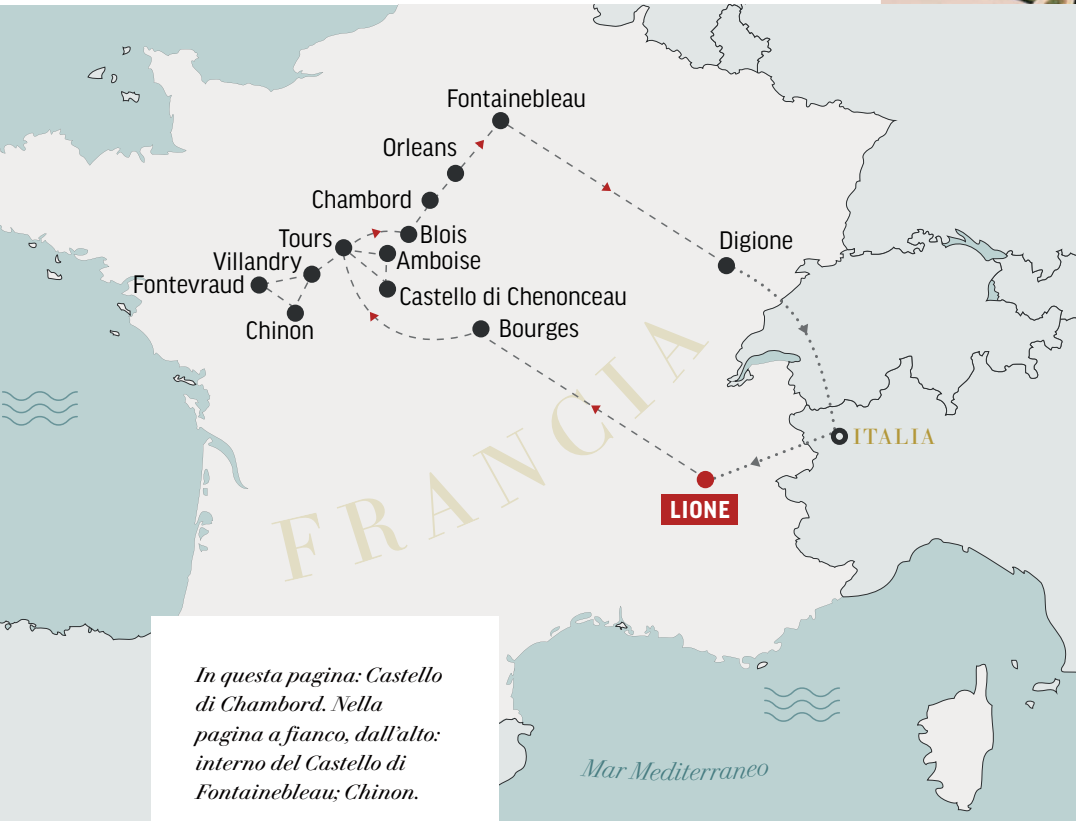 Fontainebleau
Orleans
Chambord
Tours
Blois
Villandry
Amboise
Fontevraud
Castello di Chenonceau
Chinon
Bourges
Digione
FRANCIA
ITALIA
LIONE
In questa pagina: Castello
di Chambord. Nella
pagina a fianco, dall'alto:
interno del Castello di
Fontainebleau; Chinon.
Mar Mediterraneo